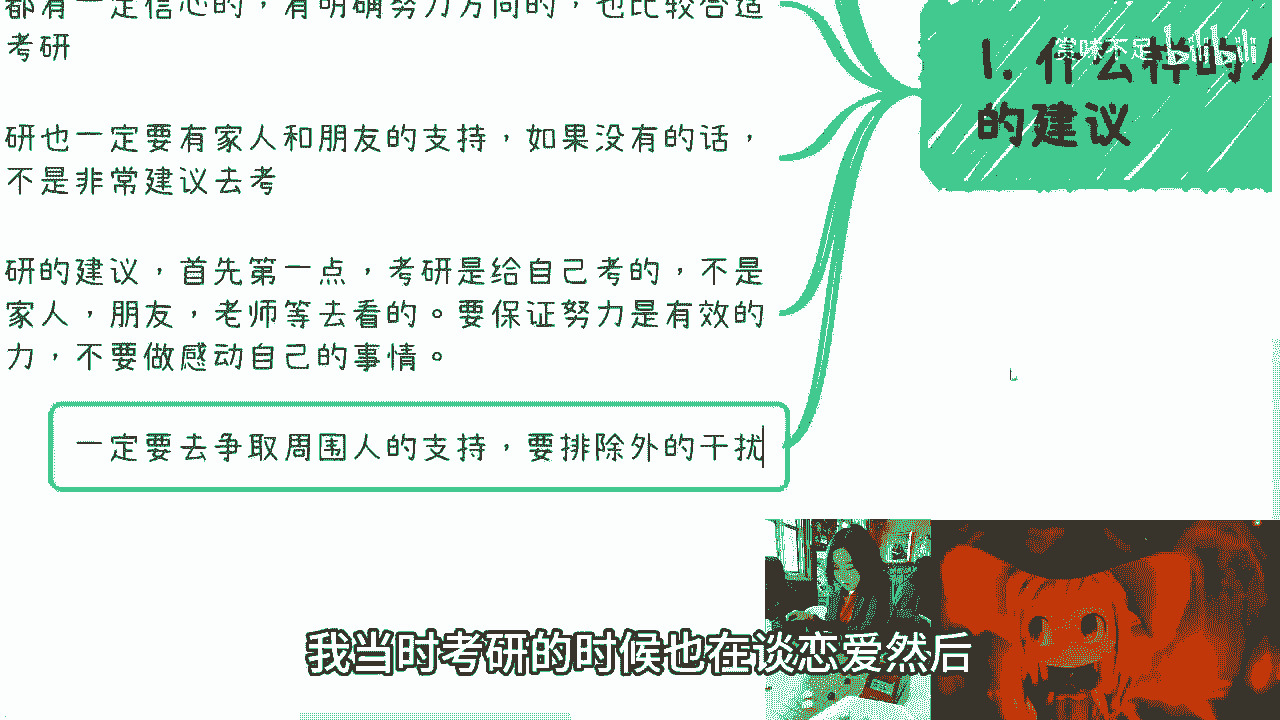 都有一定信心的，有明确努力方向的，也比较合适
考研
研也一定要有家人和朋友的支持，如果没有的话，
不是非常建议去考
研的建议，首先第一点，考研是给自己考的，不是
家人，朋友，老师等去看的。要保证努力是有效的
力，不要做感动自己的事情。
一定要去争取周围人的支持，要排除外的干扰
1. 什么样的人
的建议
赏味不足 bilibili
我当时考研的时候也在谈恋爱然后